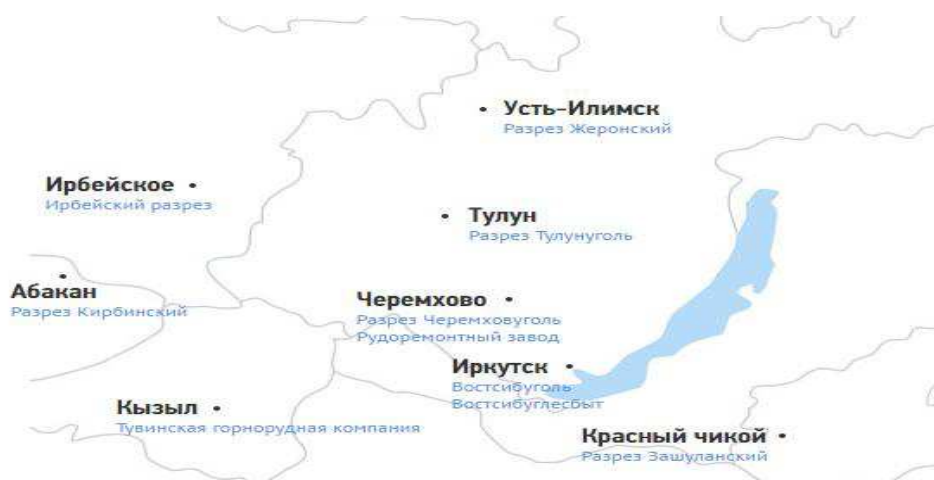 Усть-Илимск
Разрез Жеронский
Ирбейское
Ирбейский разрез
Тулун
Разрез Тулунуголь
Абакан
Разрез Кирбинский
Черемхово
Разрез Черемховуголь
Рудоремонтный завод
Иркутск
Востсибуголь
Востсибуглесбыт
Кызыл
Тувинская горнорудная компания
Красный чикой
Разрез Зашуланский